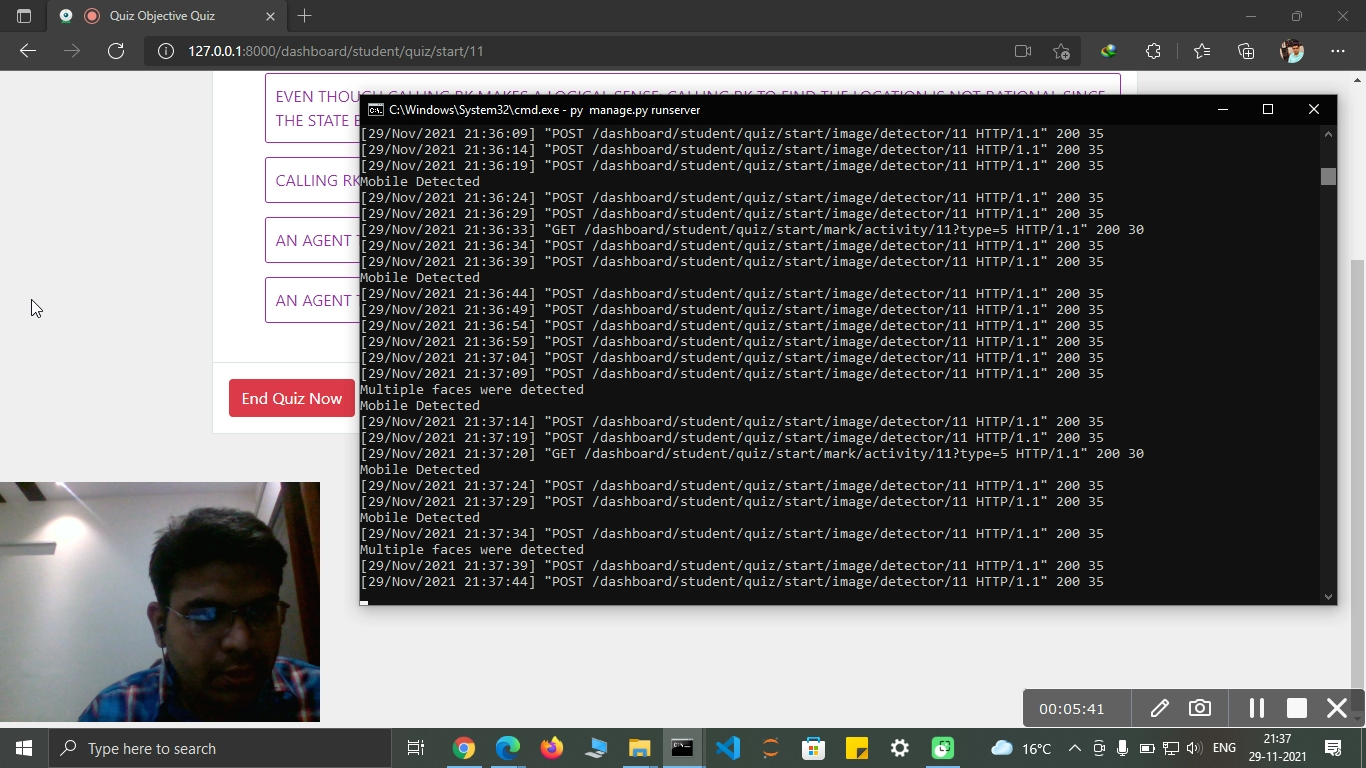 Quiz Objective Quiz
127.0.0.1:8000/dashboard/student/quiz/start/11
EVEN THOUGH CALLING RK MAKES A LOGICAL SENSE, CALLING RK TO FIND THE LOCATION IS NOT RATIONAL SINCE
THE STATE
CALLING RK
AN AGENT
AN AGENT
End Quiz Now
C:\Windows\System32\cmd.exe - py  manage.py runserver
[29/Nov/2021 21:36:09] "POST /dashboard/student/quiz/start/image/detector/11 HTTP/1.1" 200 35
[29/Nov/2021 21:36:14] "POST /dashboard/student/quiz/start/image/detector/11 HTTP/1.1" 200 35
[29/Nov/2021 21:36:19] "POST /dashboard/student/quiz/start/image/detector/11 HTTP/1.1" 200 35
Mobile Detected
[29/Nov/2021 21:36:24] "POST /dashboard/student/quiz/start/image/detector/11 HTTP/1.1" 200 35
[29/Nov/2021 21:36:29] "POST /dashboard/student/quiz/start/image/detector/11 HTTP/1.1" 200 35
[29/Nov/2021 21:36:33] "GET /dashboard/student/quiz/start/mark/activity/11?type=5 HTTP/1.1" 200 30
[29/Nov/2021 21:36:34] "POST /dashboard/student/quiz/start/image/detector/11 HTTP/1.1" 200 35
[29/Nov/2021 21:36:39] "POST /dashboard/student/quiz/start/image/detector/11 HTTP/1.1" 200 35
Mobile Detected
[29/Nov/2021 21:36:44] "POST /dashboard/student/quiz/start/image/detector/11 HTTP/1.1" 200 35
[29/Nov/2021 21:36:49] "POST /dashboard/student/quiz/start/image/detector/11 HTTP/1.1" 200 35
[29/Nov/2021 21:36:54] "POST /dashboard/student/quiz/start/image/detector/11 HTTP/1.1" 200 35
[29/Nov/2021 21:36:59] "POST /dashboard/student/quiz/start/image/detector/11 HTTP/1.1" 200 35
[29/Nov/2021 21:37:04] "POST /dashboard/student/quiz/start/image/detector/11 HTTP/1.1" 200 35
[29/Nov/2021 21:37:09] "POST /dashboard/student/quiz/start/image/detector/11 HTTP/1.1" 200 35
Multiple faces were detected
Mobile Detected
[29/Nov/2021 21:37:14] "POST /dashboard/student/quiz/start/image/detector/11 HTTP/1.1" 200 35
[29/Nov/2021 21:37:19] "POST /dashboard/student/quiz/start/image/detector/11 HTTP/1.1" 200 35
[29/Nov/2021 21:37:20] "GET /dashboard/student/quiz/start/mark/activity/11?type=5 HTTP/1.1" 200 30
Mobile Detected
[29/Nov/2021 21:37:24] "POST /dashboard/student/quiz/start/image/detector/11 HTTP/1.1" 200 35
[29/Nov/2021 21:37:29] "POST /dashboard/student/quiz/start/image/detector/11 HTTP/1.1" 200 35
Mobile Detected
[29/Nov/2021 21:37:34] "POST /dashboard/student/quiz/start/image/detector/11 HTTP/1.1" 200 35
Multiple faces were detected
[29/Nov/2021 21:37:39] "POST /dashboard/student/quiz/start/image/detector/11 HTTP/1.1" 200 35
[29/Nov/2021 21:37:44] "POST /dashboard/student/quiz/start/image/detector/11 HTTP/1.1" 200 35
00:05:41
Type here to search
16°C
ENG
21:37
29-11-2021